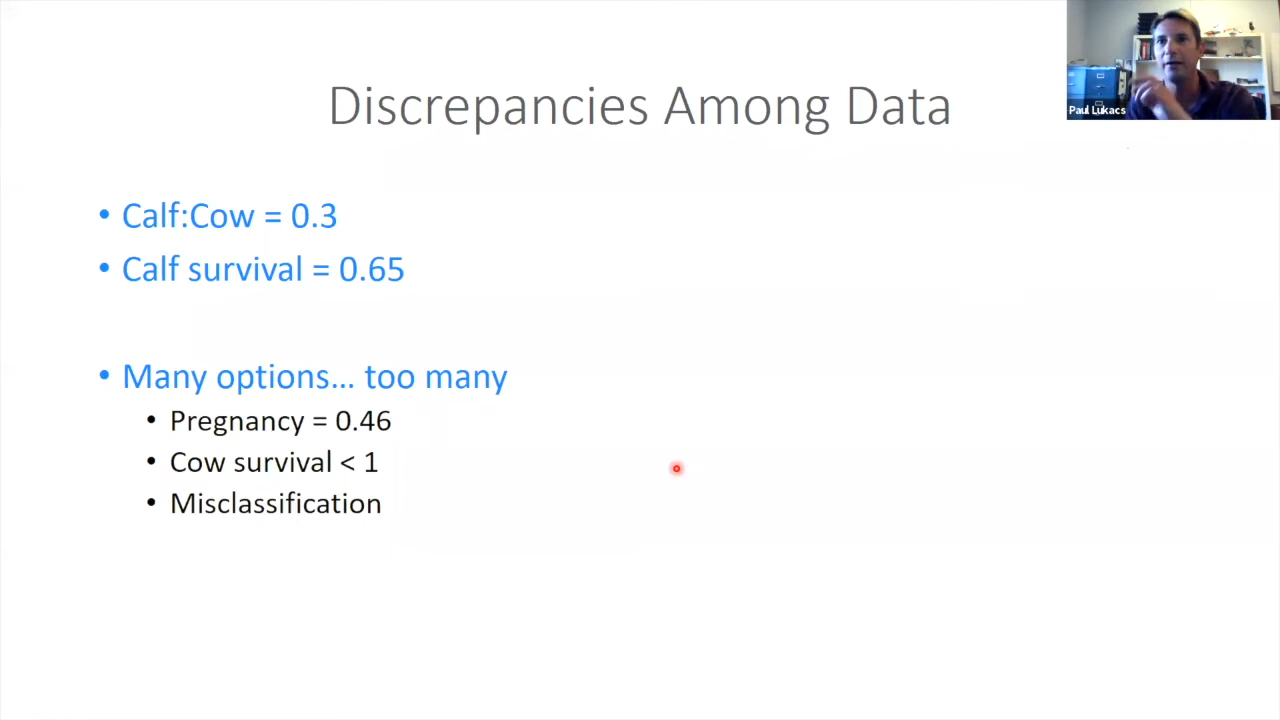 Paul Lukacs
Discrepancies Among Data
• Calf:Cow = 0.3
• Calf survival = 0.65
• Many options... too many
• Pregnancy = 0.46
• Cow survival < 1
• Misclassification